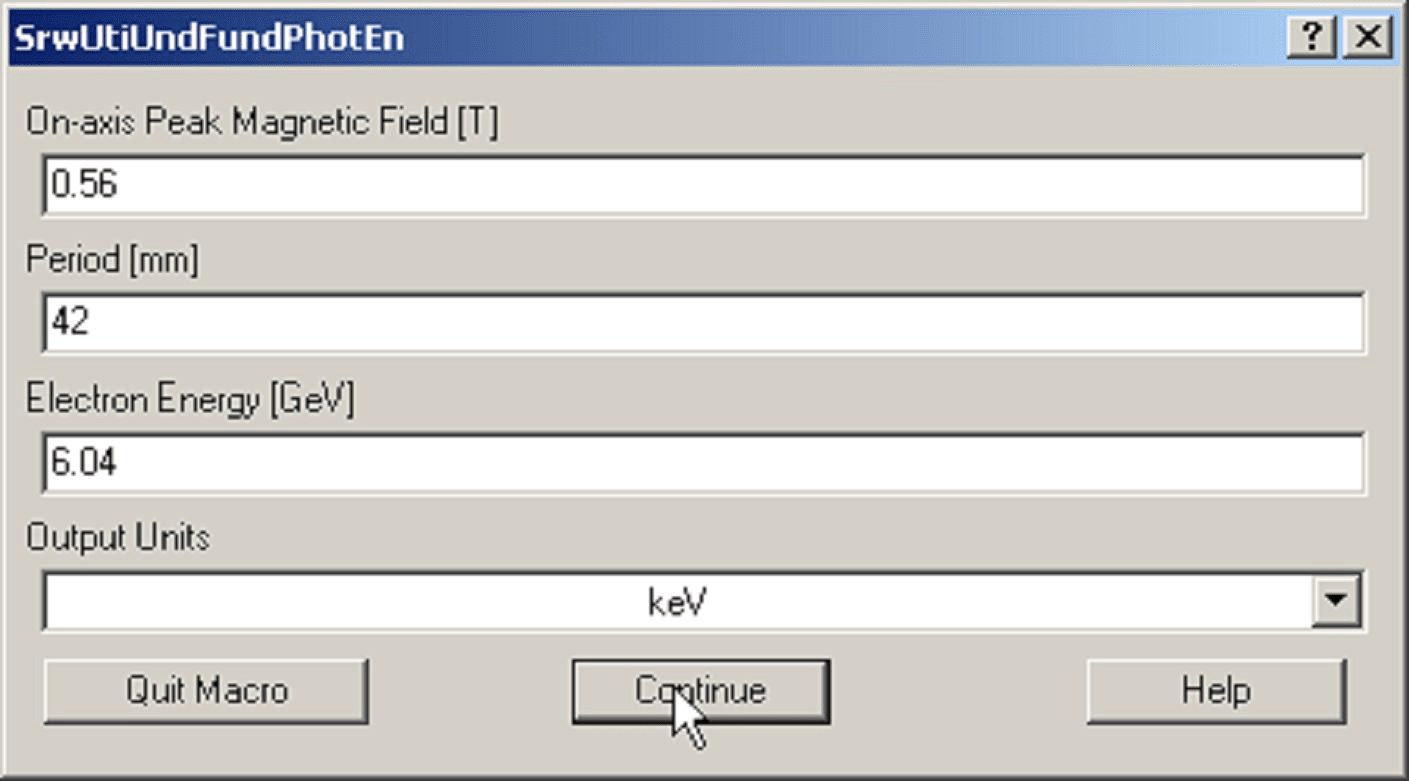 SrwUtiUndFundPhotEn
On-axis Peak Magnetic Field [T]
0.56
Period [mm]
42
Electron Energy [GeV]
6.04
Output Units
keV
Quit Macro Continue Help